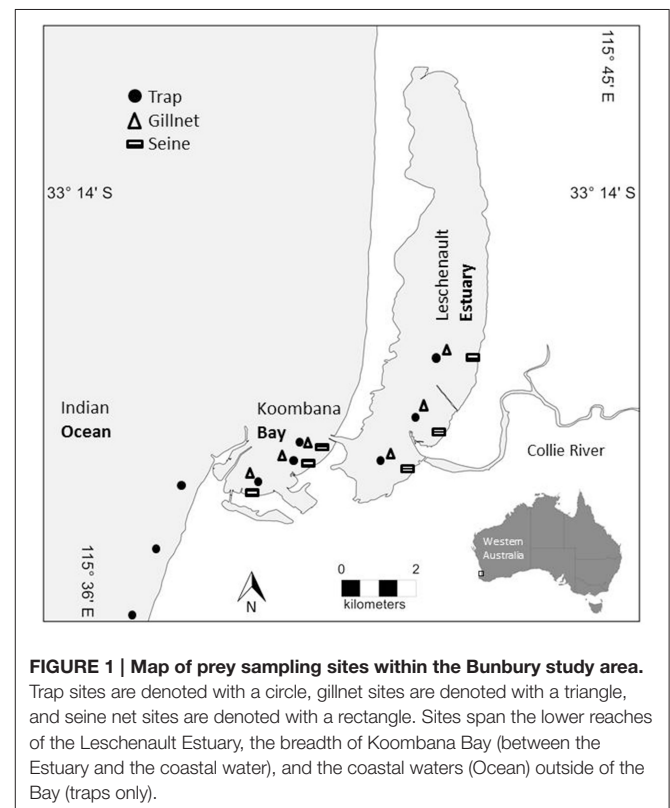 Trap
Gillnet
Seine
115° 45' E
33° 14' S
33° 14' S
Leschenault
Estuary
Indian
Ocean
Koombana
Bay
Collie River
Western
Australia
115° 36' E
N
0 2
kilometers
FIGURE 1 | Map of prey sampling sites within the Bunbury study area.
Trap sites are denoted with a circle, gillnet sites are denoted with a triangle,
and seine net sites are denoted with a rectangle. Sites span the lower reaches
of the Leschenault Estuary, the breadth of Koombana Bay (between the
Estuary and the coastal water), and the coastal waters (Ocean) outside of the
Bay (traps only).